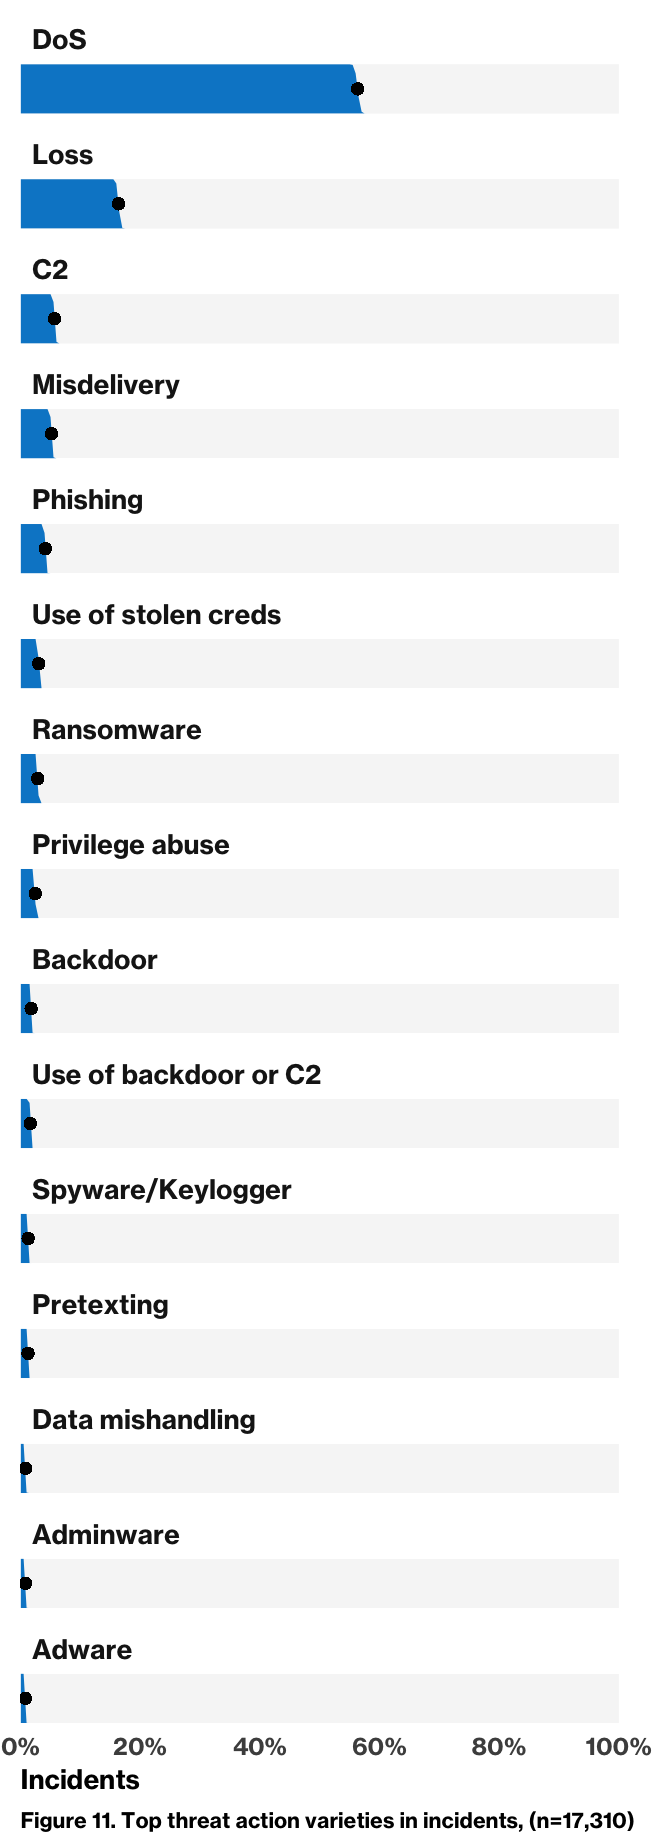 DoS
Loss
C2
Misdelivery
Phishing
Use of stolen creds
Ransomware
Privilege abuse
Backdoor
Use of backdoor or C2
Spyware/Keylogger
Pretexting
Data mishandling
Adminware
Adware
0% 20% 40% 60% 80% 100%
Incidents
Figure 11. Top threat action varieties in incidents, (n=17,310)